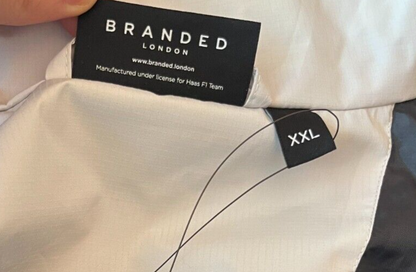 BRANDED
LONDON
www.branded.london
Manufactured under license for Haas F1 Team
XXL